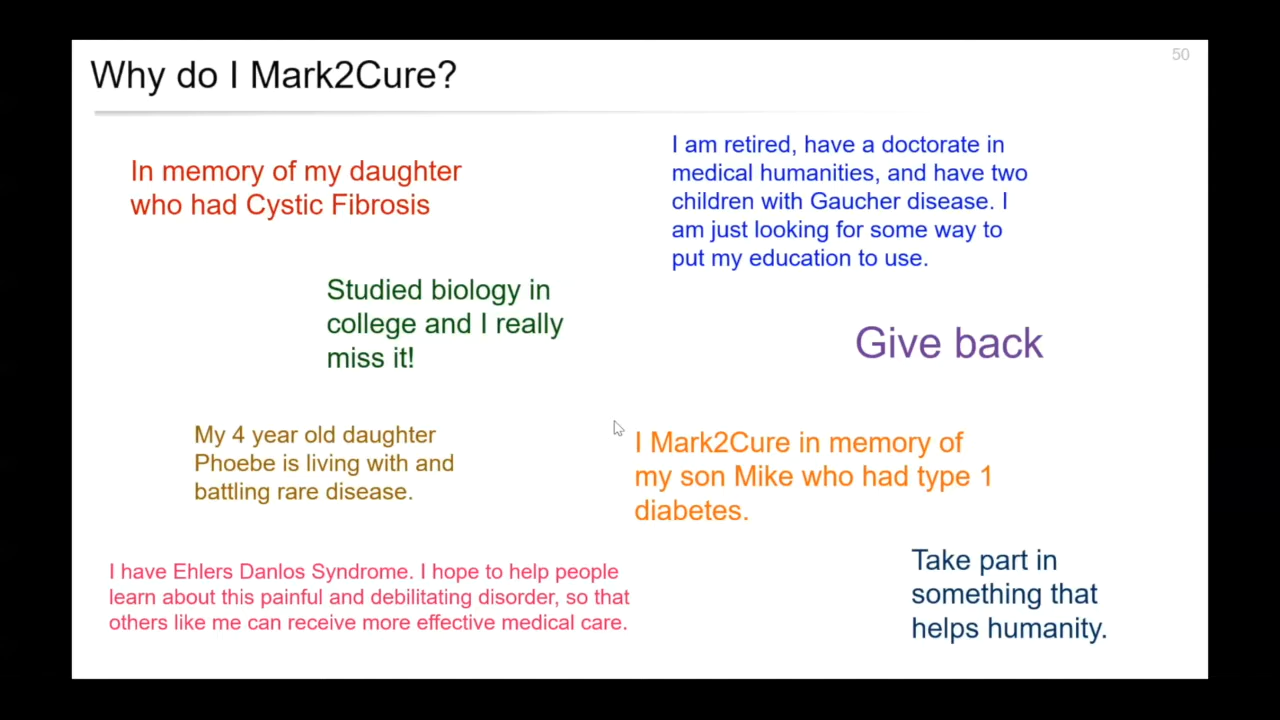 50
Why do I Mark2Cure?
In memory of my daughter
who had Cystic Fibrosis
I am retired, have a doctorate in
medical humanities, and have two
children with Gaucher disease. I
am just looking for some way to
put my education to use.
Studied biology in
college and I really
miss it!
Give back
My 4 year old daughter
Phoebe is living with and
battling rare disease.
I Mark2Cure in memory of
my son Mike who had type 1
diabetes.
I have Ehlers Danlos Syndrome. I hope to help people
learn about this painful and debilitating disorder, so that
others like me can receive more effective medical care.
Take part in
something that
helps humanity.